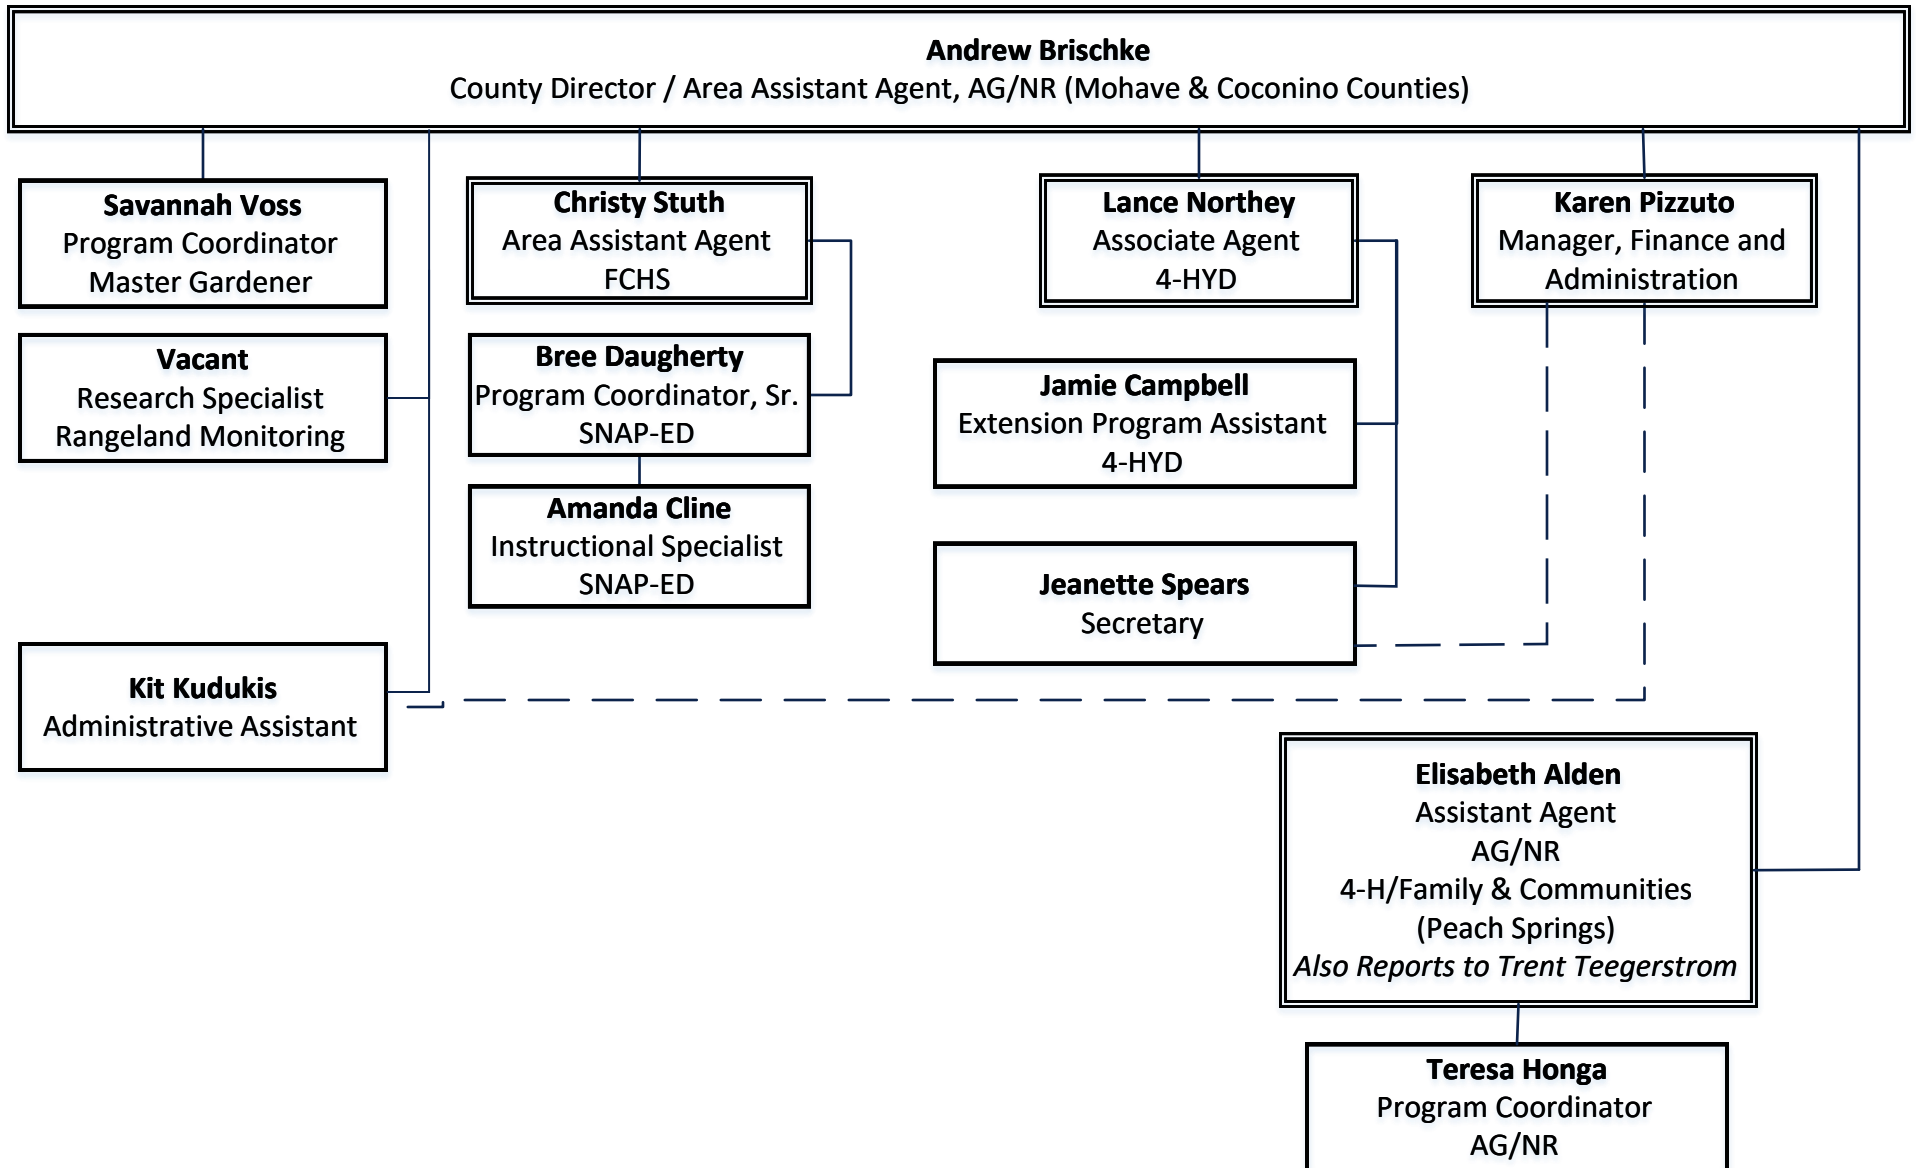 Andrew Brischke
County Director / Area Assistant Agent, AG/NR (Mohave & Coconino Counties)
Savannah Voss
Program Coordinator
Master Gardener
Vacant
Research Specialist
Rangeland Monitoring
Kit Kudukis
Administrative Assistant
Christy Stuth
Area Assistant Agent
FCHS
Bree Daugherty
Program Coordinator, Sr.
SNAP-ED
Amanda Cline
Instructional Specialist
SNAP-ED
Lance Northey
Associate Agent
4-HYD
Jamie Campbell
Extension Program Assistant
4-HYD
Jeanette Spears
Secretary
Karen Pizzuto
Manager, Finance and
Administration
Elisabeth Alden
Assistant Agent
AG/NR
4-H/Family & Communities
(Peach Springs)
Also Reports to Trent Teegerstrom
Teresa Honga
Program Coordinator
AG/NR